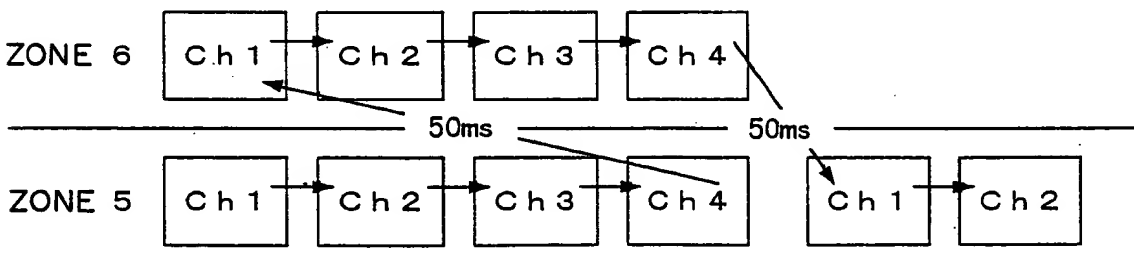 ZONE 6 Ch1 Ch2 Ch3 Ch4
50ms 50ms
ZONE 5 Ch1 Ch2 Ch3 Ch4 Ch1 Ch2